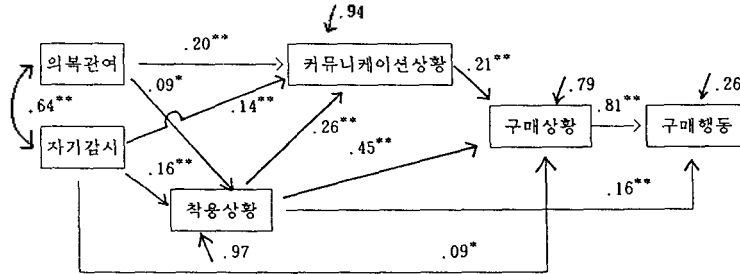 .94
의복관여 .20** 커뮤니케이션상황 .21**
.09* .79 .26
.64** .14** 구매상황 .81** 구매행동
자기감시 .26** .45**
.16** .16**
착용상황
.97 .09*